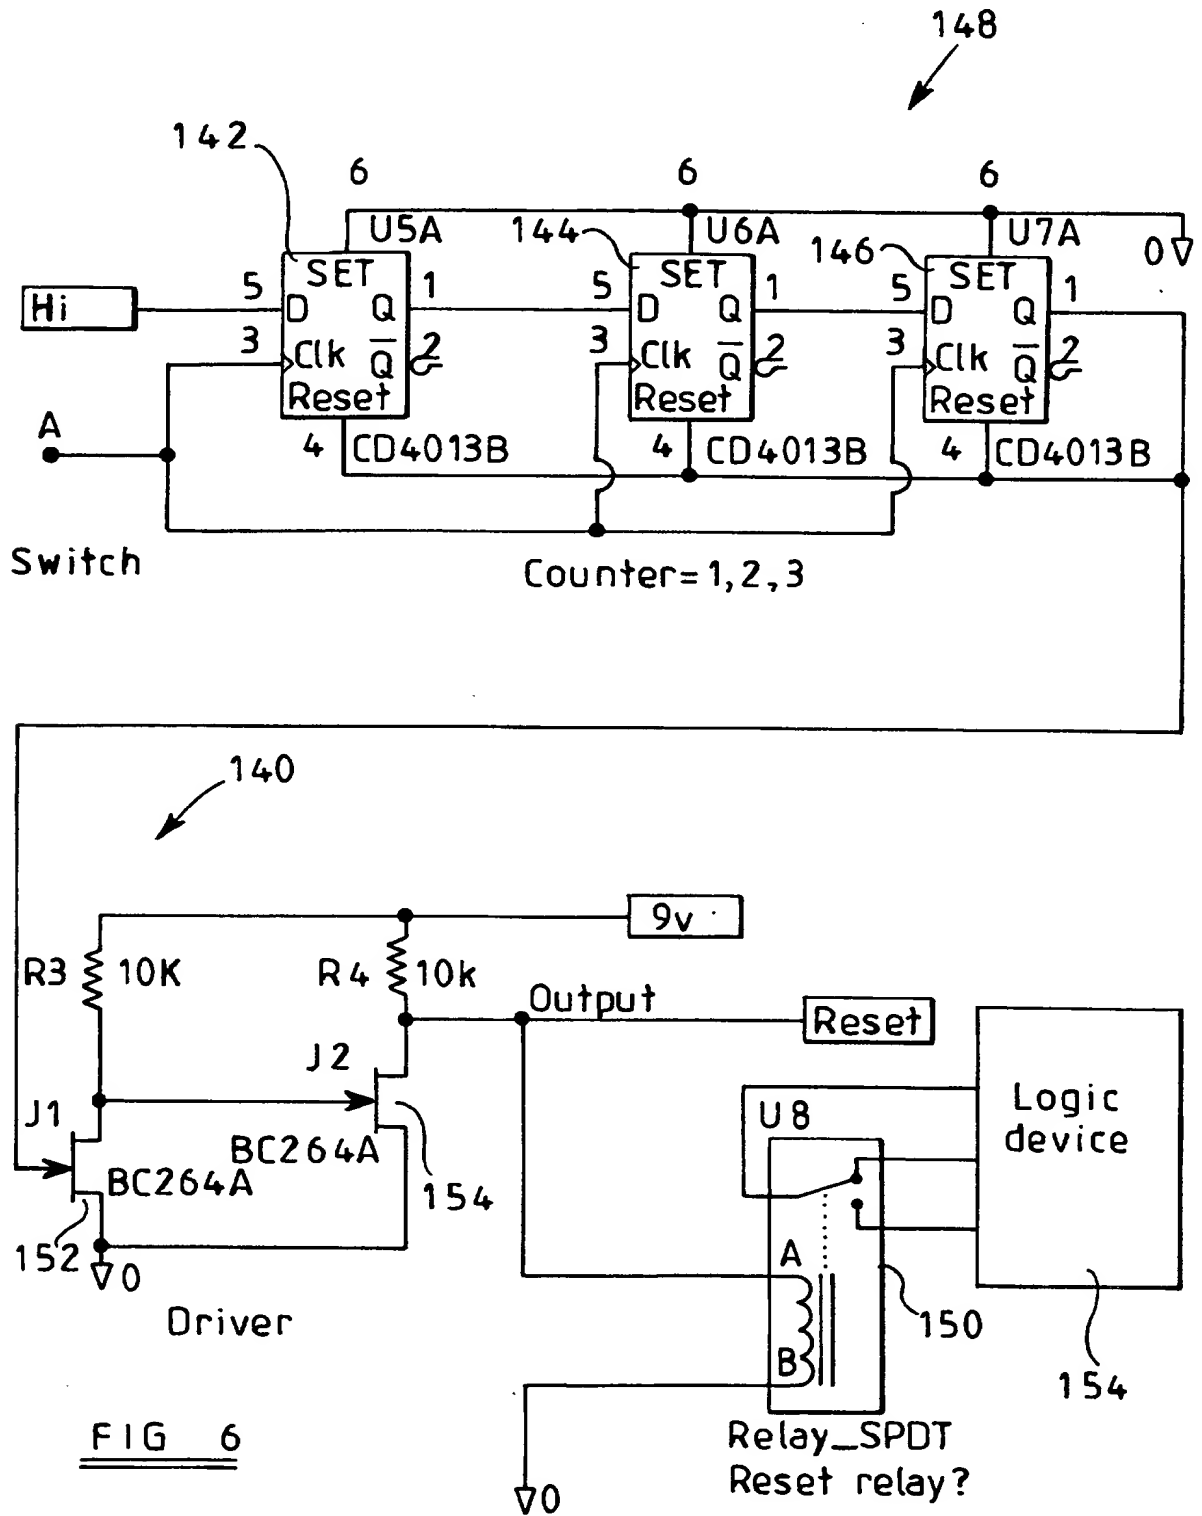 148
142
6 6 6
U5A 144 U6A 146 U7A 0
SET SET SET
Hi 5 D Q 1 5 D Q 1 5 D Q 1
3 Clk Q 2 3 Clk Q 2 3 Clk Q 2
Reset Reset Reset
A 4 CD4013B 4 CD4013B 4 CD4013B
Switch
Counter=1,2,3
140
9v
R3 10K R4 10k
Output Reset
J2
J1 U8 Logic
device
BC264A
BC264A 154
152 0 A
150
Driver
B
154
FIG 6
Relay_SPDT
Reset relay?
0